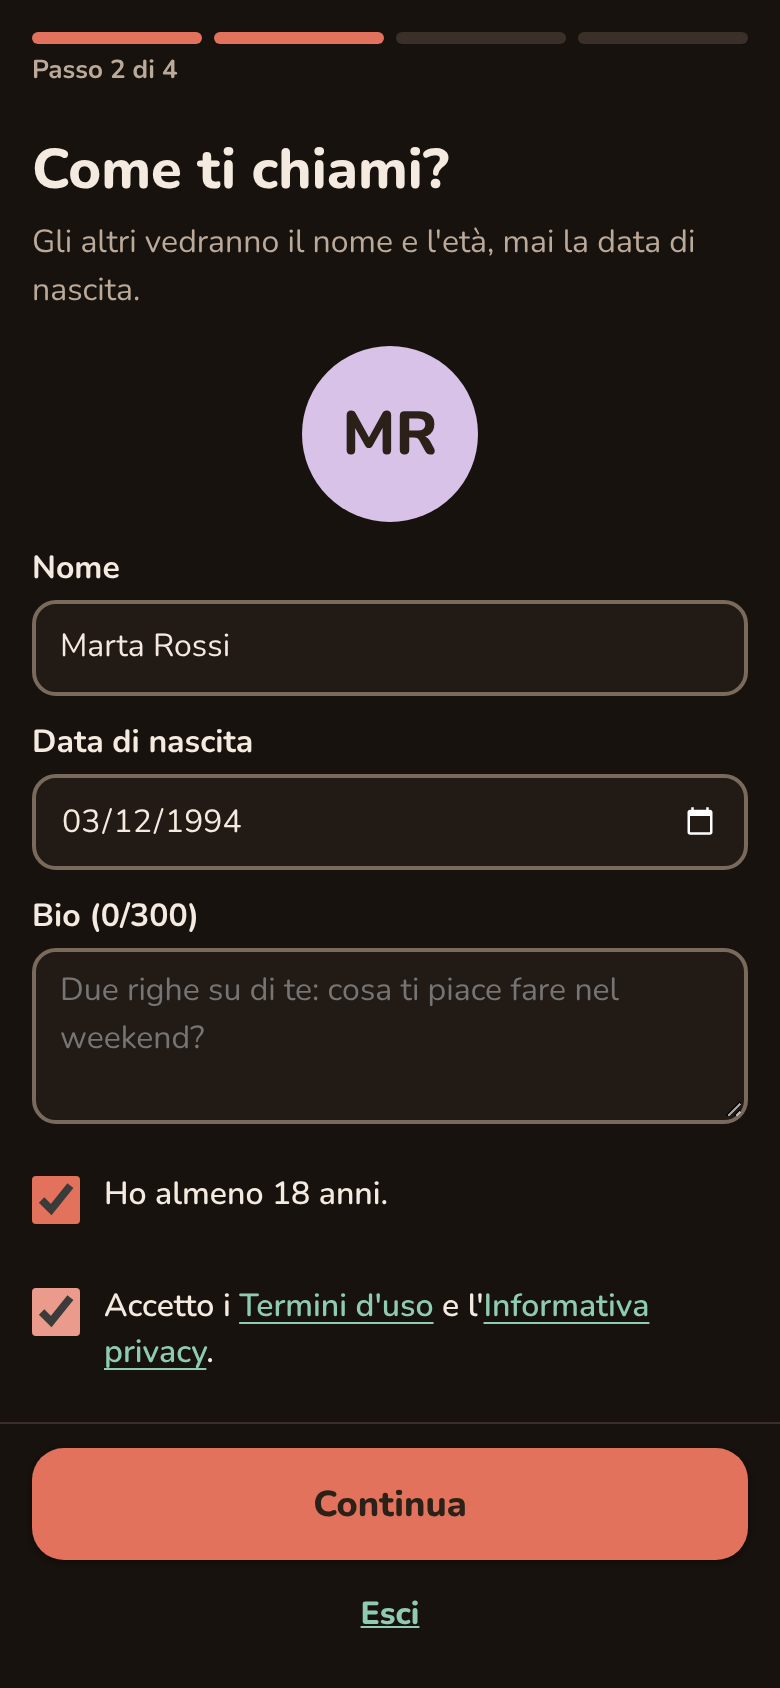 Passo 2 di 4
Come ti chiami?
Gli altri vedranno il nome e l'età, mai la data di
nascita.
MR
Nome
Marta Rossi
Data di nascita
03/12/1994
Bio (0/300)
Due righe su di te: cosa ti piace fare nel
weekend?
Ho almeno 18 anni.
Accetto i Termini d'uso e l'Informativa
privacy.
Continua
Esci